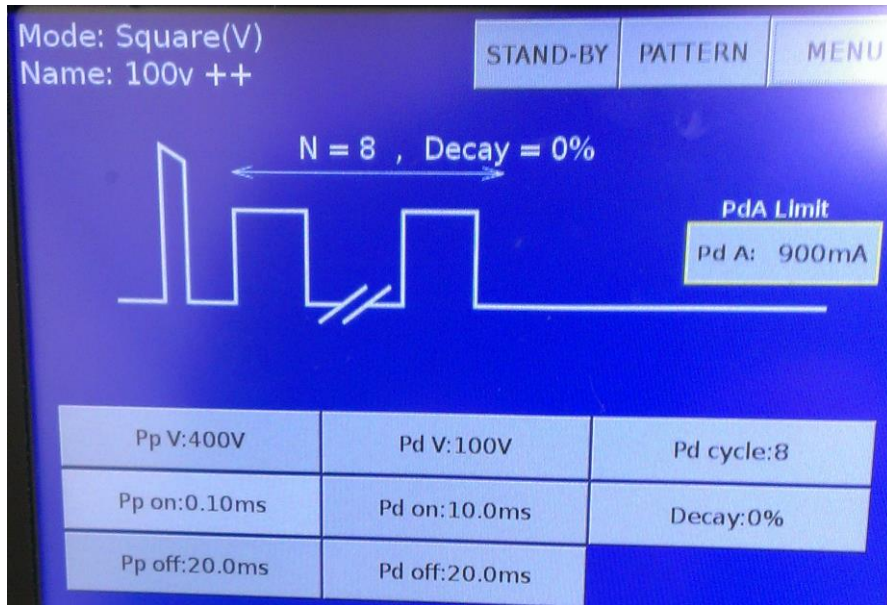 Mode: Square(V)
Name: 100v ++
STAND-BY
PATTERN
MENU
N = 8 , Decay = 0%
PdA Limit
Pd A: 900mA
Pp V:400V
Pd V:100V
Pd cycle:8
Pp on:0.10ms
Pd on:10.0ms
Decay:0%
Pp off:20.0ms
Pd off:20.0ms